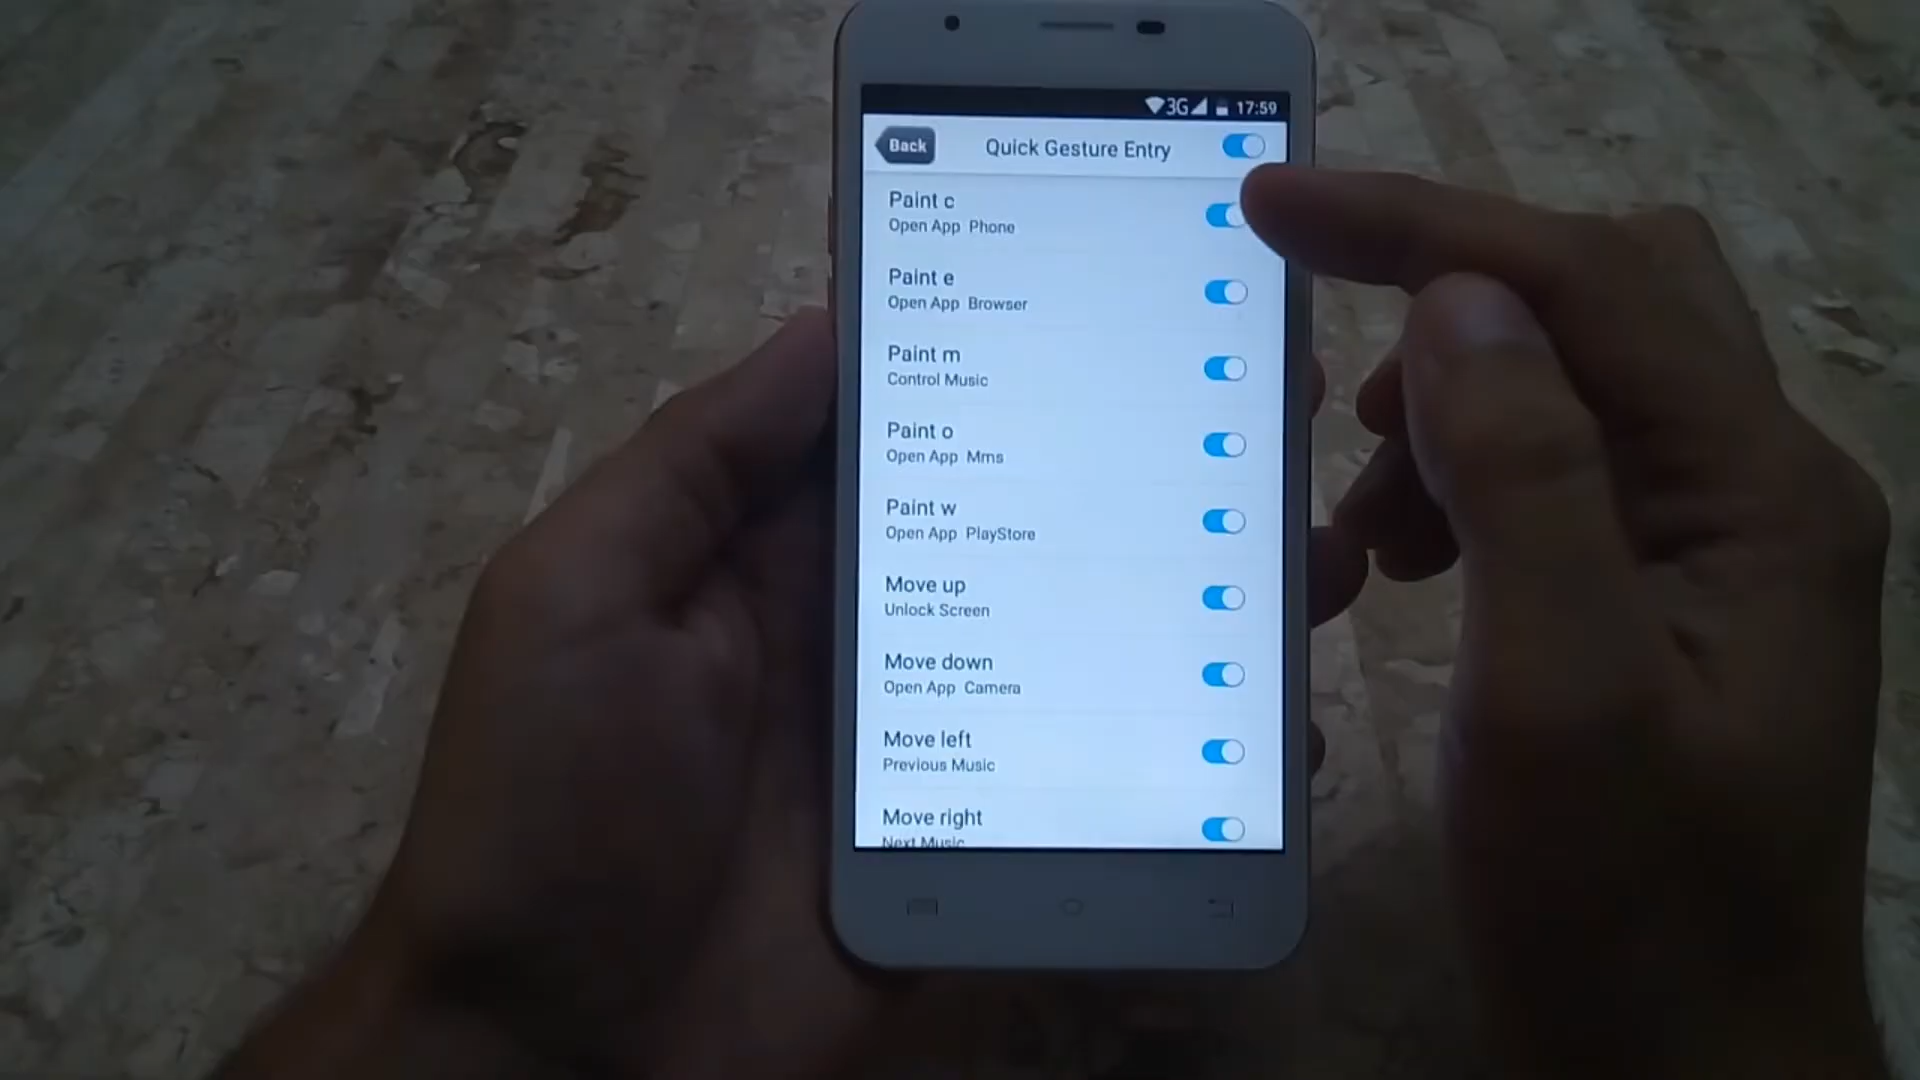 3G 17:59
Back Quick Gesture Entry
Paint c
Open App Phone
Paint e
Open App Browser
Paint m
Control Music
Paint o
Open App Mms
Paint w
Open App PlayStore
Move up
Unlock Screen
Move down
Open App Camera
Move left
Previous Music
Move right
Next Music